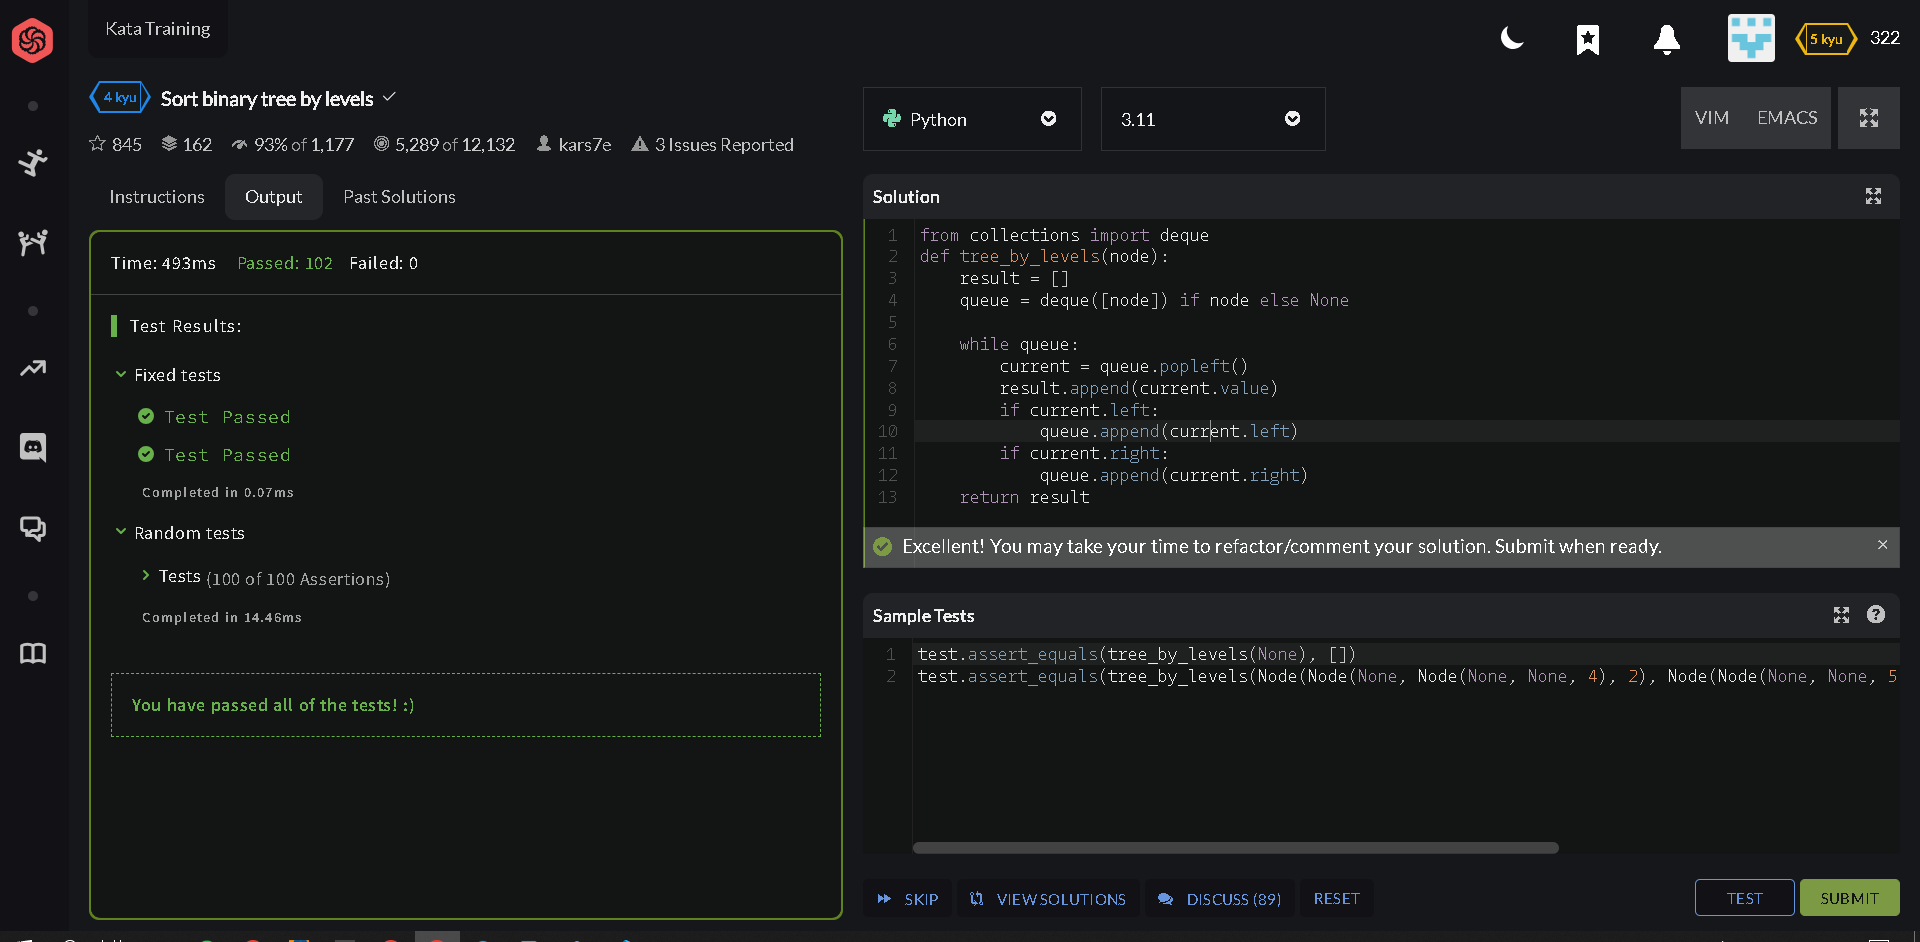 Kata Training
5 kyu 322
4 kyu Sort binary tree by levels
845 162 93% of 1,177 5,289 of 12,132 kars7e 3 Issues Reported
Python 3.11 VIM EMACS
Instructions Output Past Solutions
Time: 493ms Passed: 102 Failed: 0
Test Results:
Fixed tests
Test Passed
Test Passed
Completed in 0.07ms
Random tests
Tests (100 of 100 Assertions)
Completed in 14.46ms
You have passed all of the tests! :)
Solution
1 from collections import deque
2 def tree_by_levels(node):
3     result = []
4     queue = deque([node]) if node else None
5
6     while queue:
7         current = queue.popleft()
8         result.append(current.value)
9         if current.left:
10             queue.append(current.left)
11         if current.right:
12             queue.append(current.right)
13     return result
Excellent! You may take your time to refactor/comment your solution. Submit when ready. ×
Sample Tests ?
1 test.assert_equals(tree_by_levels(None), [])
2 test.assert_equals(tree_by_levels(Node(Node(None, Node(None, None, 4), 2), Node(Node(None, None, 5
SKIP VIEW SOLUTIONS DISCUSS (89) RESET TEST SUBMIT